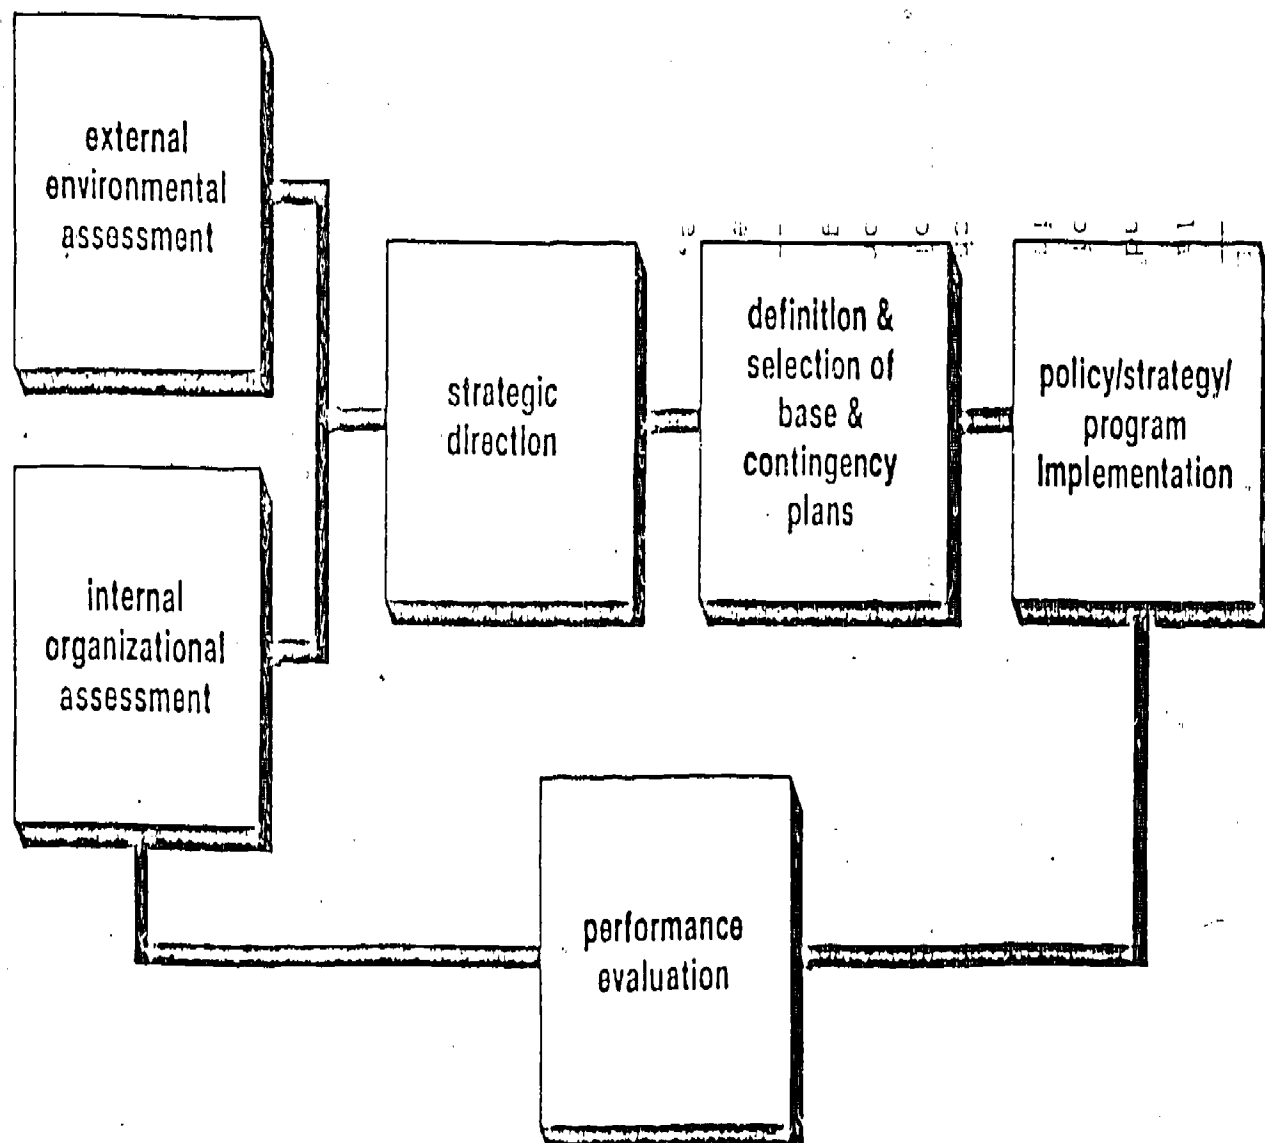 external
environmental
assessment
internal
organizational
assessment
strategic
direction
definition &
selection of
base &
contingency
plans
policy/strategy/
program
Implementation
performance
evaluation